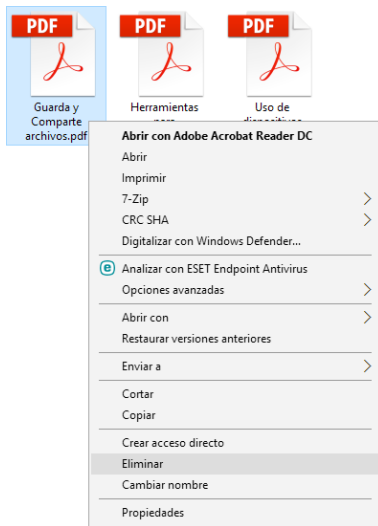 PDF PDF PDF
Guarda y Comparte archivos.pdf
Herramientas
Uso de
Abrir con Adobe Acrobat Reader DC
Abrir
Imprimir
7-Zip
CRC SHA
Digitalizar con Windows Defender...
e Analizar con ESET Endpoint Antivirus
Opciones avanzadas
Abrir con
Restaurar versiones anteriores
Enviar a
Cortar
Copiar
Crear acceso directo
Eliminar
Cambiar nombre
Propiedades